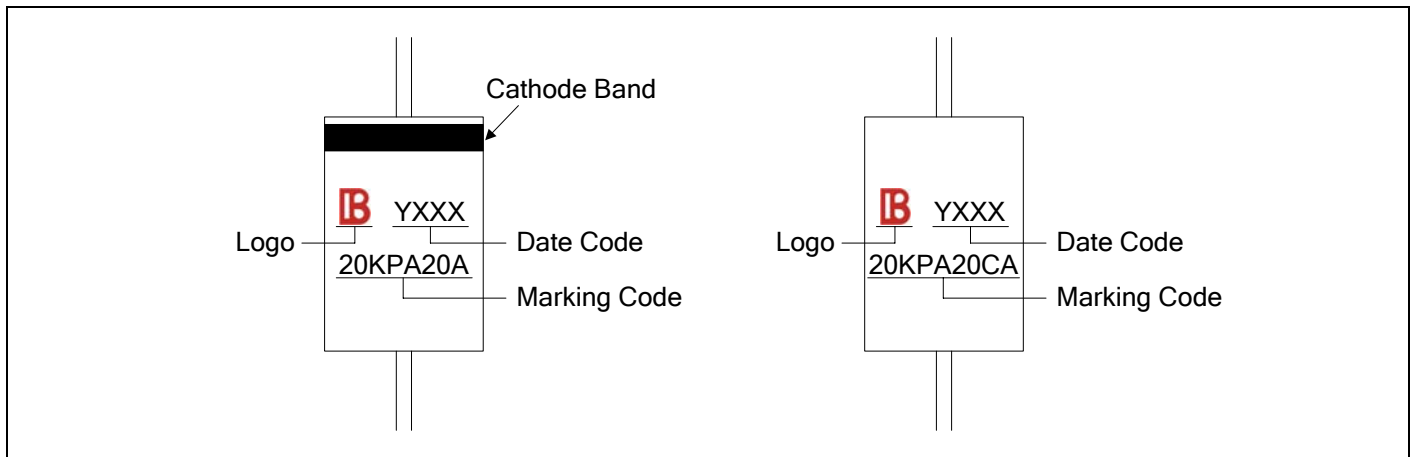 Cathode Band
B YXXX
Logo Date Code
20KPA20A
Marking Code
B YXXX
Logo Date Code
20KPA20CA
Marking Code